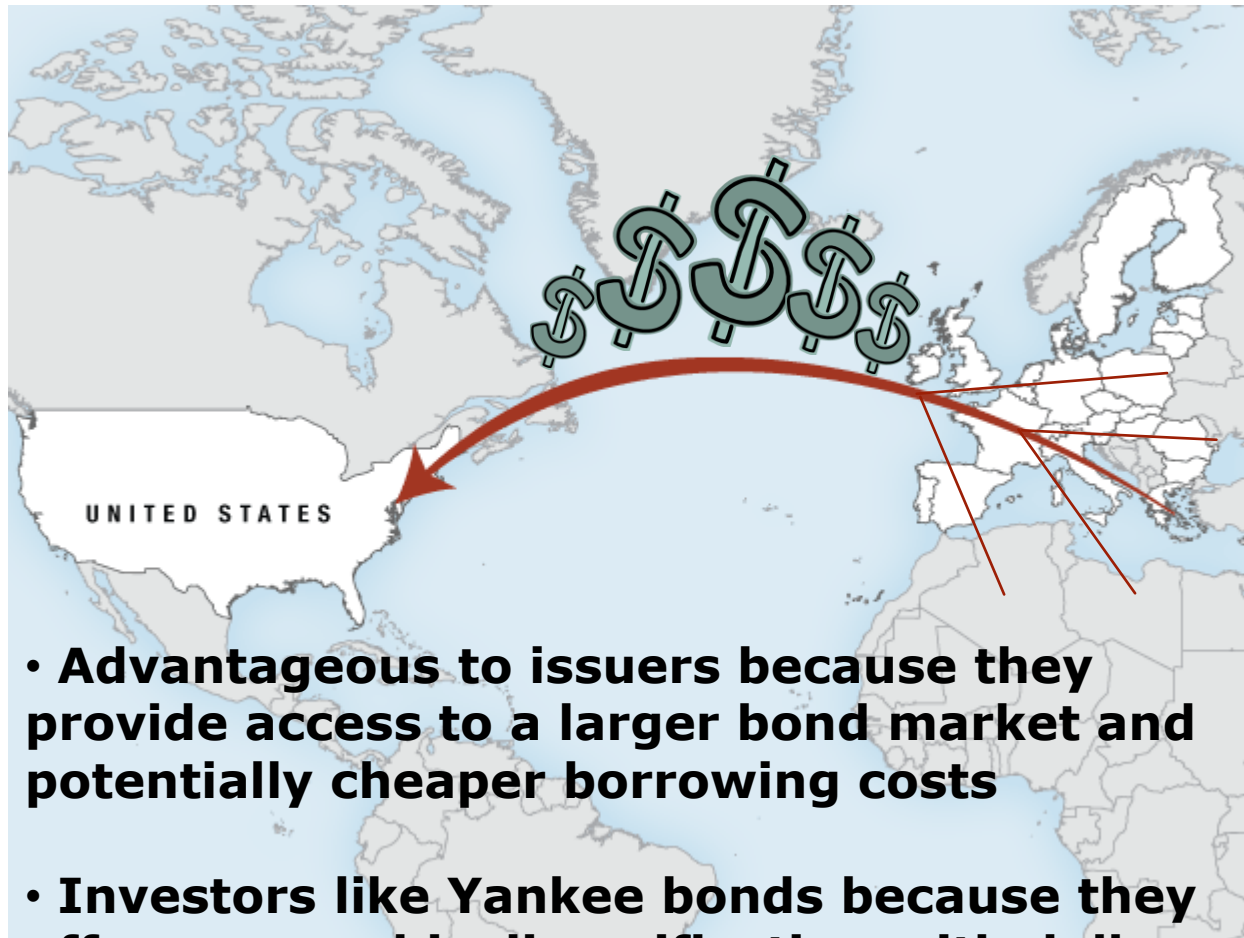 UNITED STATES
• Advantageous to issuers because they
provide access to a larger bond market and
potentially cheaper borrowing costs
• Investors like Yankee bonds because they